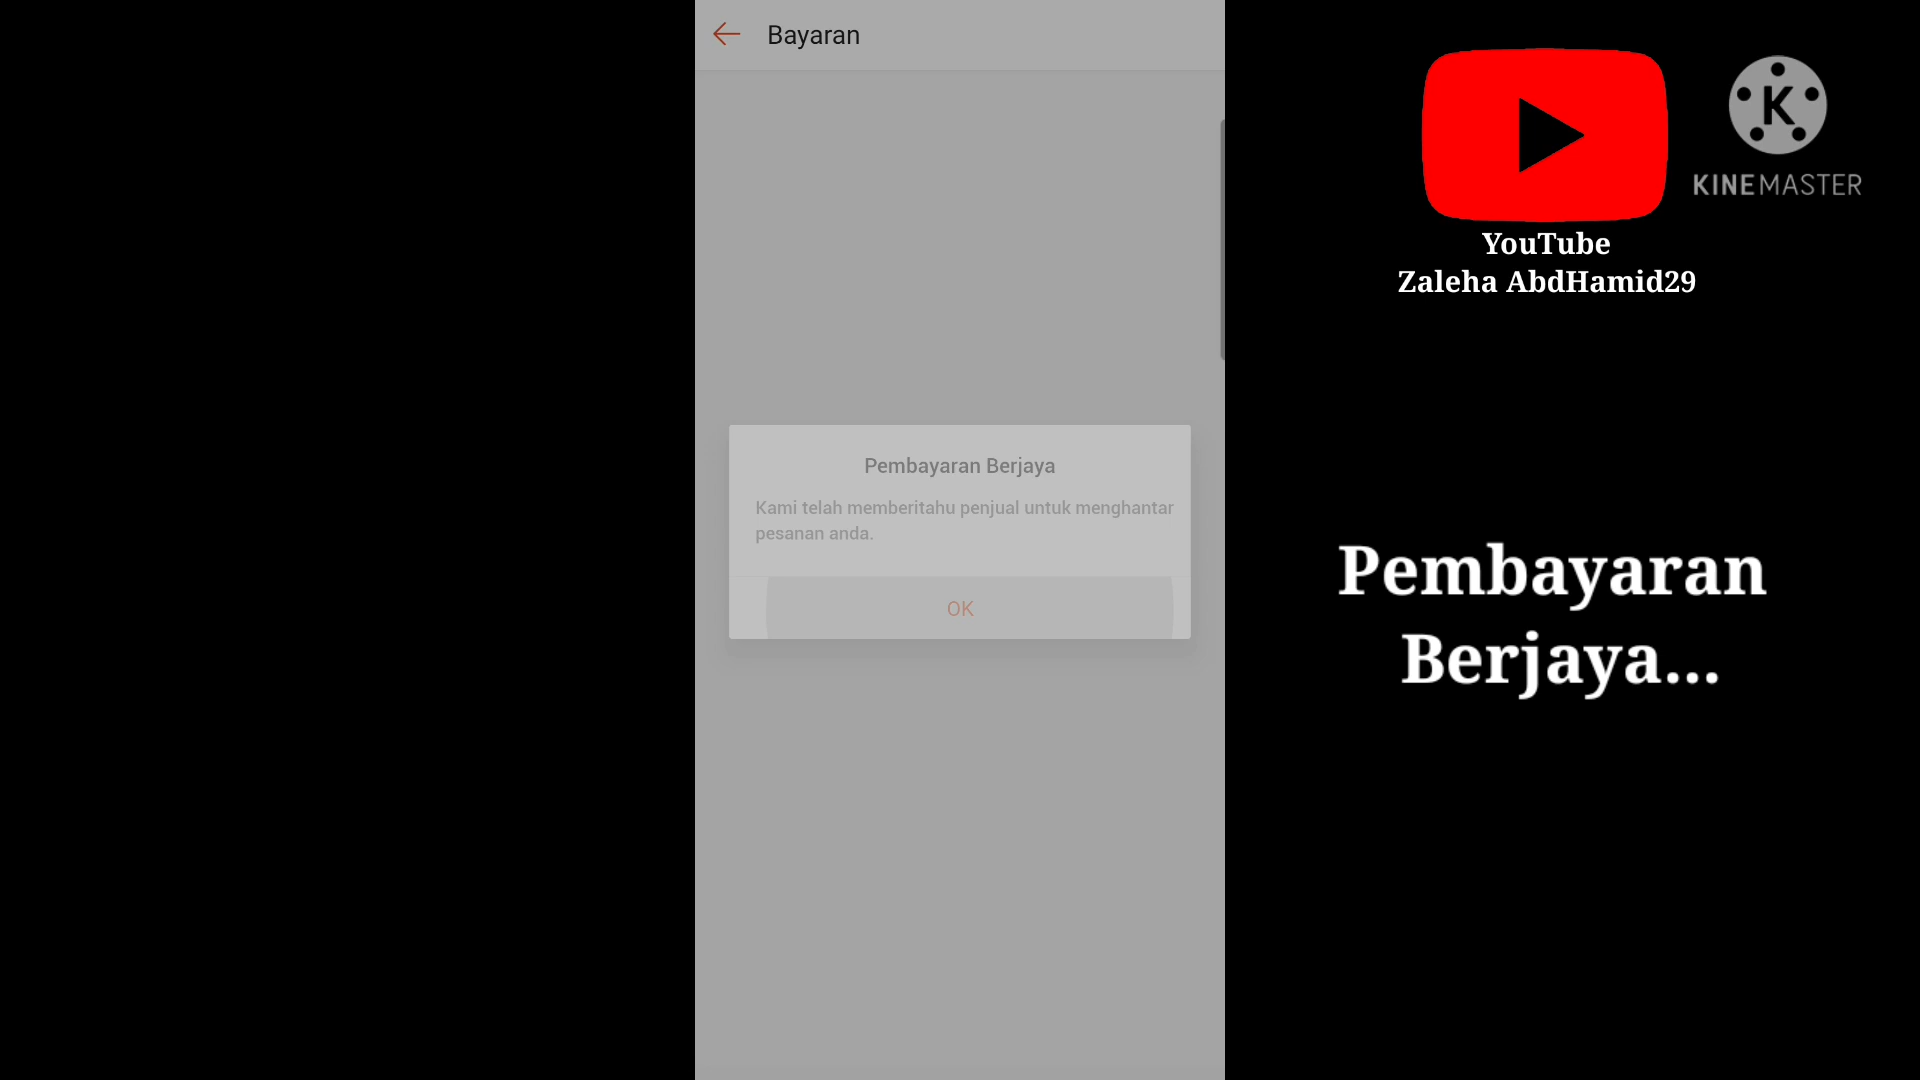 Bayaran
Pembayaran Berjaya
Kami telah memberitahu penjual untuk menghantar
pesanan anda.
OK
K
KINEMASTER
YouTube
Zaleha AbdHamid29
Pembayaran
Berjaya...